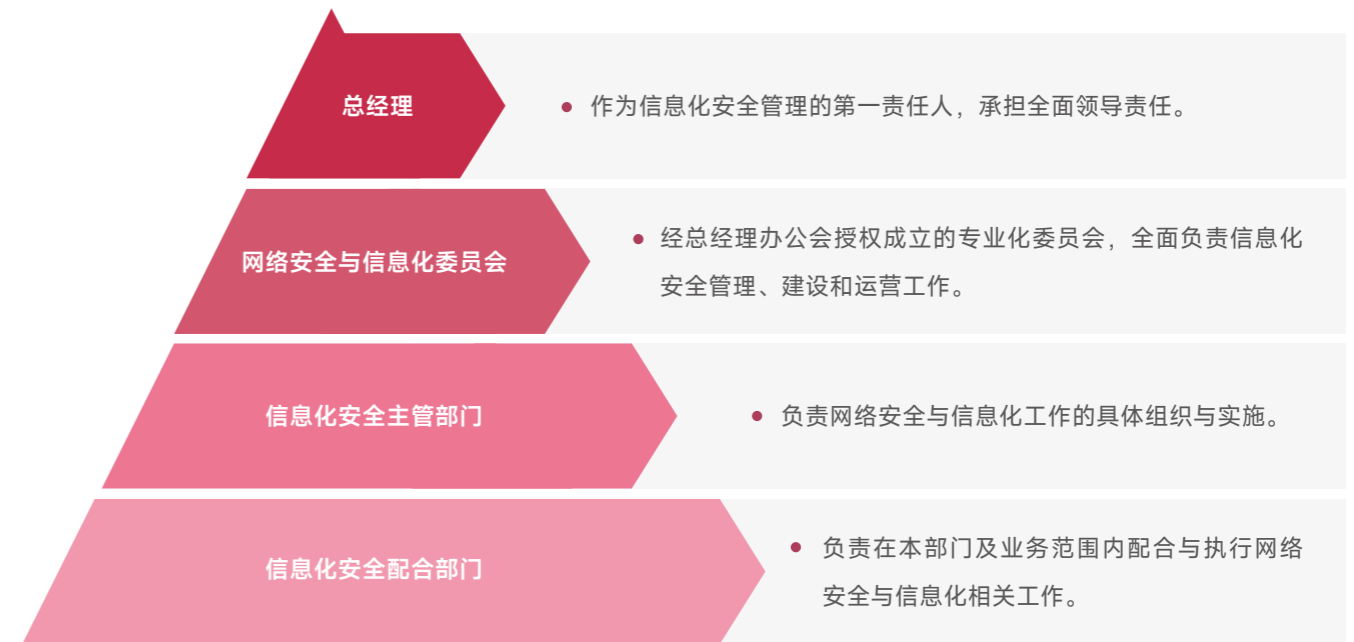 总经理
作为信息化安全管理的第一责任人，承担全面领导责任。
网络安全与信息化委员会
经总经理办公会授权成立的专业化委员会，全面负责信息化
安全管理、建设和运营工作。
信息化安全主管部门
负责网络安全与信息化工作的具体组织与实施。
信息化安全配合部门
负责在本部门及业务范围内配合与执行网络
安全与信息化相关工作。